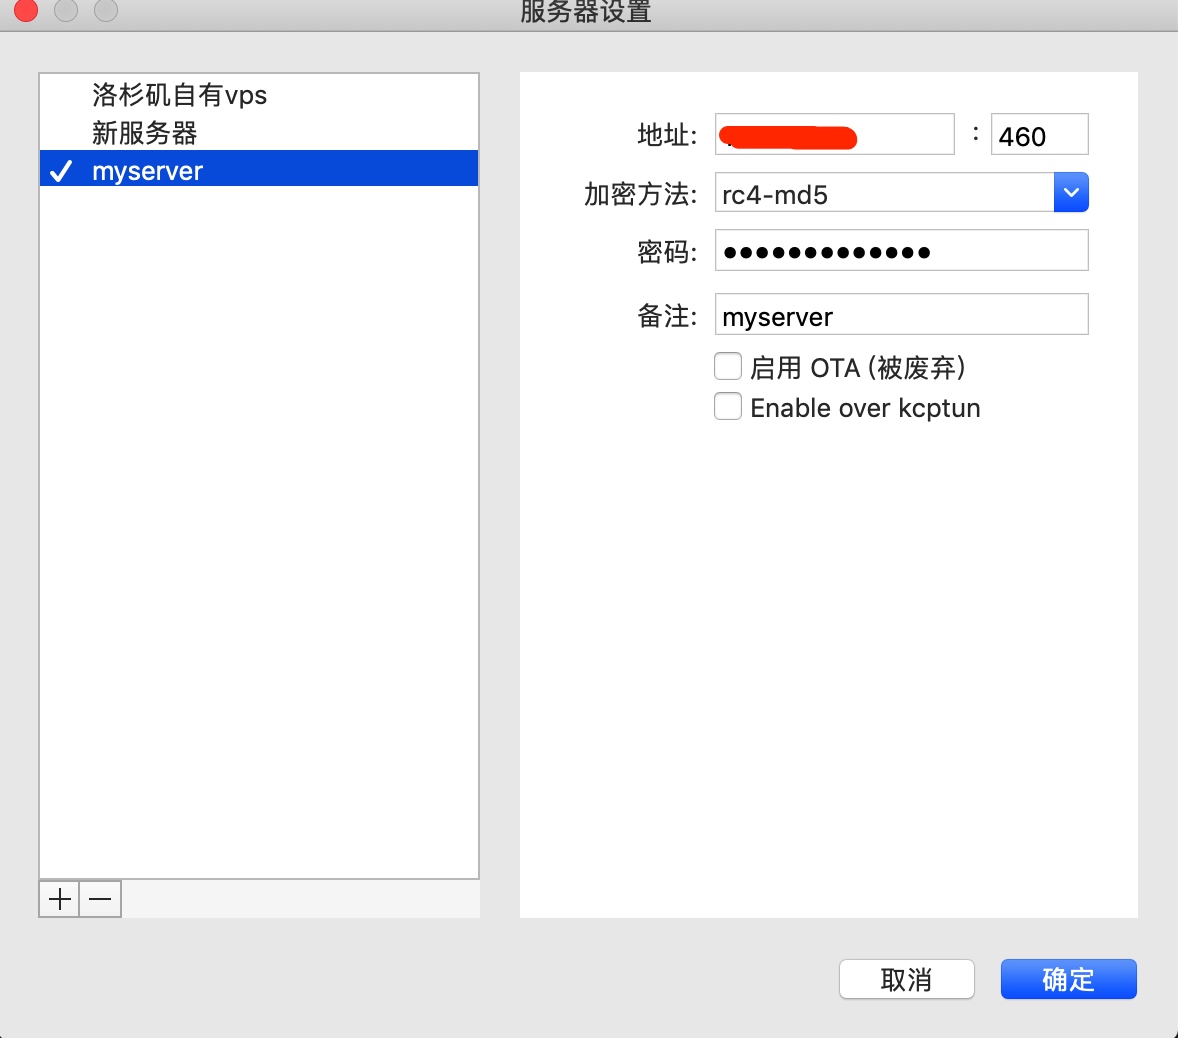 服务器设置
洛杉矶自有vps
新服务器
myserver
地址: : 460
加密方法: rc4-md5
密码: ●●●●●●●●●●●●●
备注: myserver
启用 OTA (被废弃)
Enable over kcptun
取消
确定